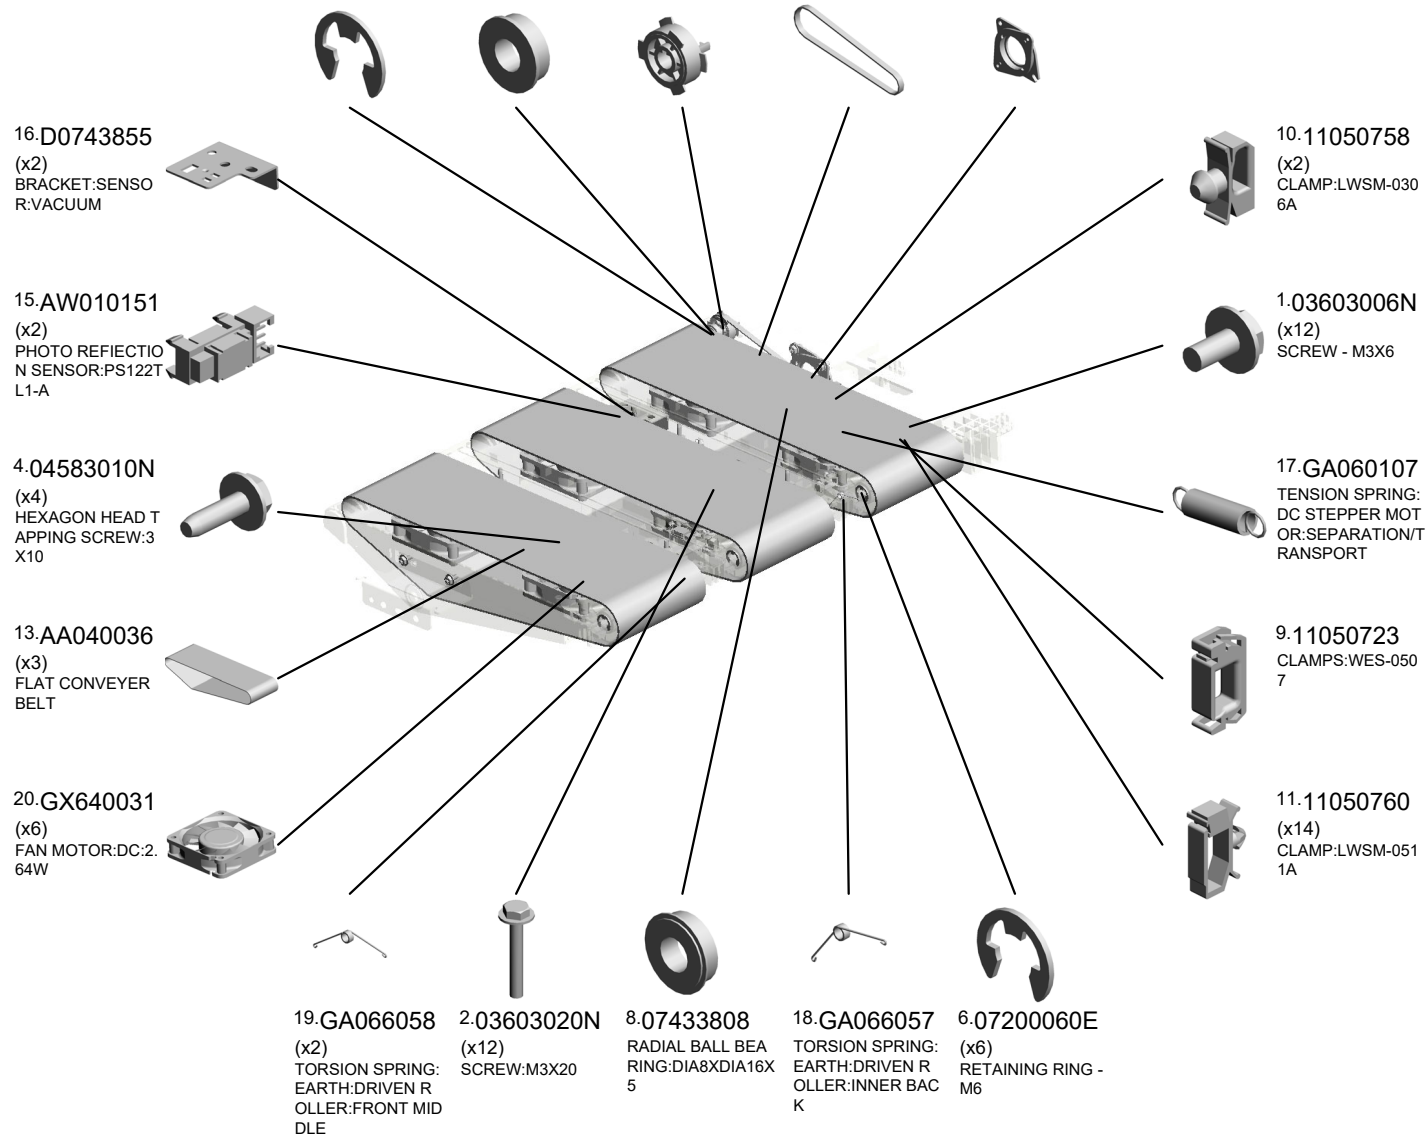 16.D0743855
(x2)
BRACKET:SENSO
R:VACUUM
15.AW010151
(x2)
PHOTO REFIECTIO
N SENSOR:PS122T
L1-A
4.04583010N
(x4)
HEXAGON HEAD T
APPING SCREW:3
X10
13.AA040036
(x3)
FLAT CONVEYER
BELT
20.GX640031
(x6)
FAN MOTOR:DC:2.
64W
10.11050758
(x2)
CLAMP:LWSM-030
6A
1.03603006N
(x12)
SCREW - M3X6
17.GA060107
TENSION SPRING:
DC STEPPER MOT
OR:SEPARATION/T
RANSPORT
9.11050723
CLAMPS:WES-050
7
11.11050760
(x14)
CLAMP:LWSM-051
1A
19.GA066058
(x2)
TORSION SPRING:
EARTH:DRIVEN R
OLLER:FRONT MID
DLE
2.03603020N
(x12)
SCREW:M3X20
8.07433808
RADIAL BALL BEA
RING:DIA8XDIA16X
5
18.GA066057
TORSION SPRING:
EARTH:DRIVEN R
OLLER:INNER BAC
K
6.07200060E
(x6)
RETAINING RING -
M6